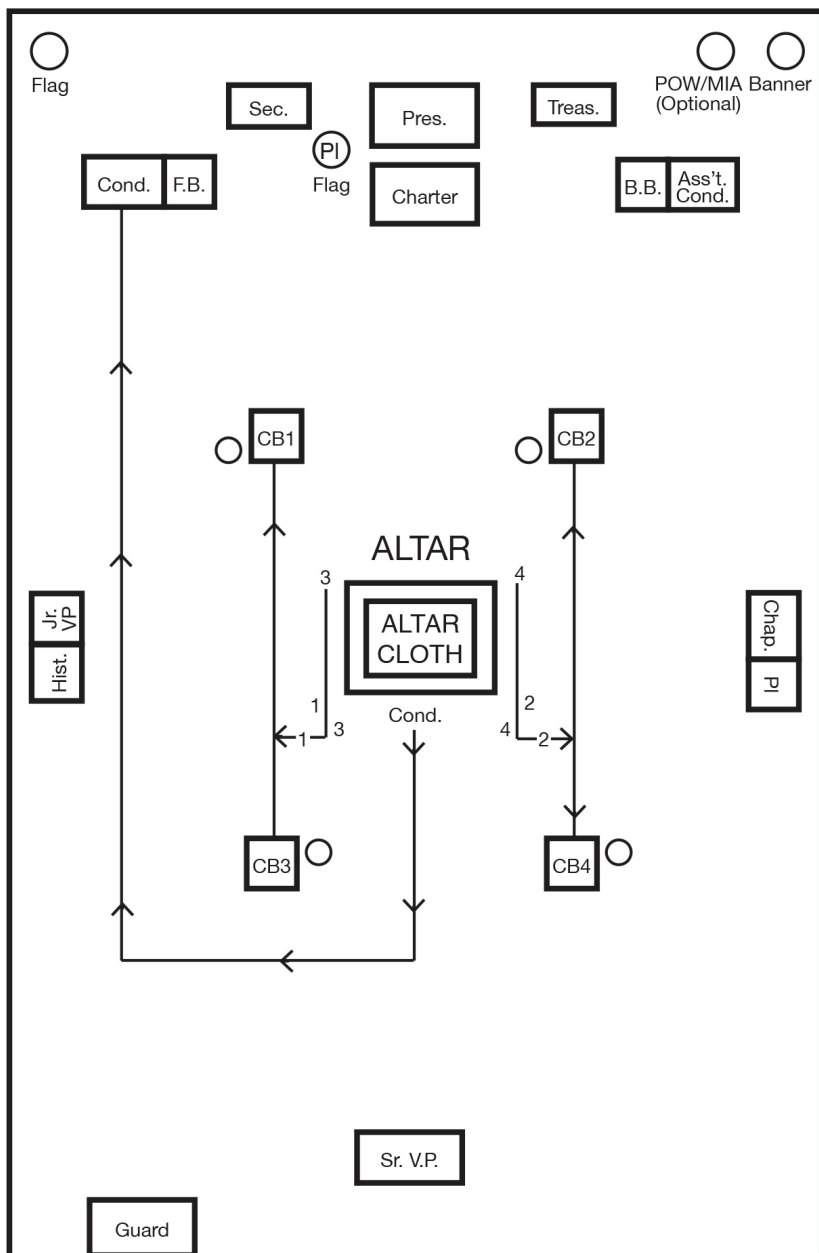 Flag
POW/MIA
(Optional)
Banner
Sec.
Pres.
Treas.
PI
Flag
Cond.
F.B.
Charter
B.B.
Ass't.
Cond.
CB1
CB2
ALTAR
3
4
ALTAR
CLOTH
Jr.
VP
Hist.
Chap.
PI
1
3
1
2
4
2
Cond.
CB3
CB4
Sr. V.P.
Guard